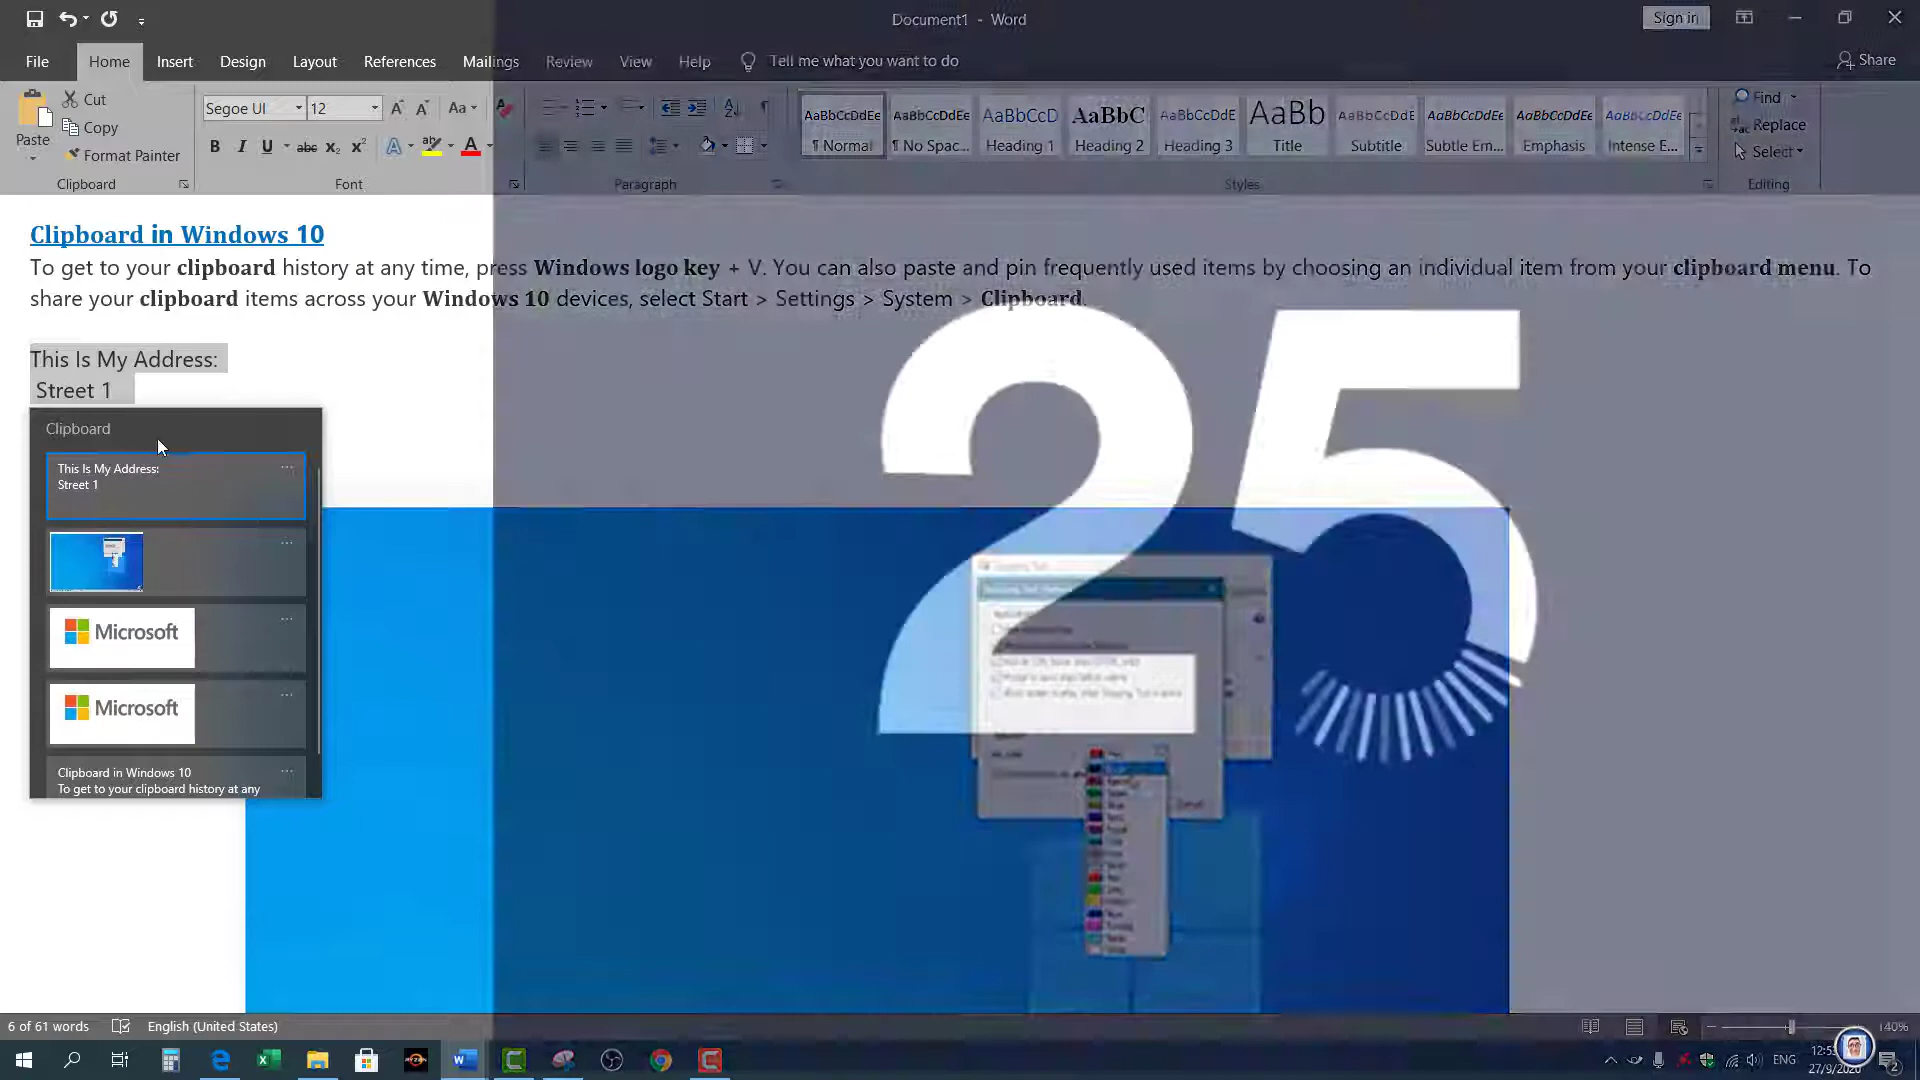 Document1 - Word
Sign in
File Home Insert Design Layout References Mailings Review View Help Tell me what you want to do Share
Paste
Cut
Copy
Format Painter
Clipboard
Segoe UI 12
Aa
B I U abc X₂ X² A A
Font
Paragraph
AaBbCcDdEe AaBbCcDdEe AaBbCcD AaBbC AaBbCcDdE AaBb AaBbCcDdE AaBbCcDdEe AaBbCcDdEe AaBbCcDdEe
¶ Normal ¶ No Spac... Heading 1 Heading 2 Heading 3 Title Subtitle Subtle Em... Emphasis Intense E...
Styles
Find
Replace
Select
Editing
Clipboard in Windows 10
To get to your clipboard history at any time, press Windows logo key + V. You can also paste and pin frequently used items by choosing an individual item from your clipboard menu. To
share your clipboard items across your Windows 10 devices, select Start > Settings > System > Clipboard.
This Is My Address:
Street 1
25
Clipboard
This Is My Address:
Street 1
Microsoft
Microsoft
Clipboard in Windows 10
To get to your clipboard history at any
6 of 61 words English (United States)
140%
ENG